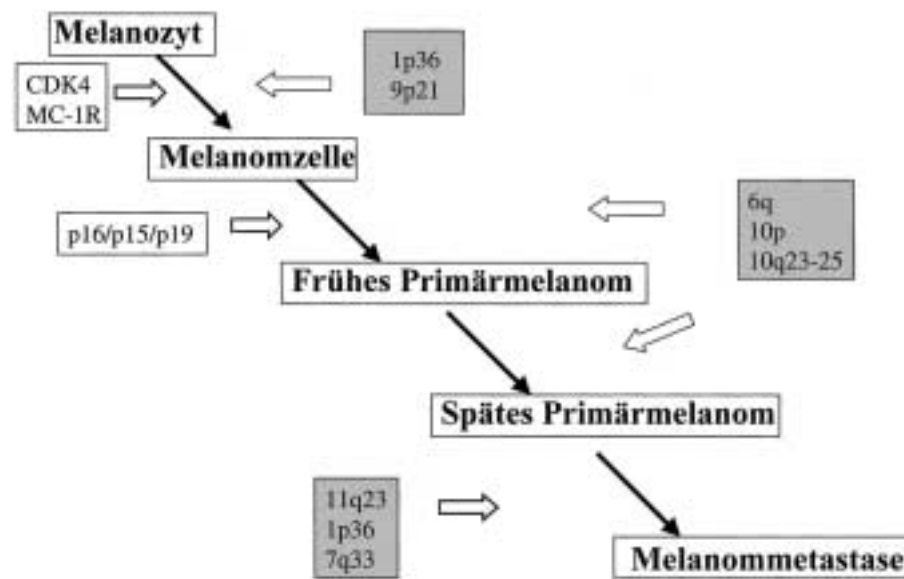 Melanozyt
CDK4
MC-1R
1p36
9p21
Melanomzelle
p16/p15/p19
6q
10p
10q23-25
Frühes Primärmelanom
Spätes Primärmelanom
11q23
1p36
7q33
Melanommetastase